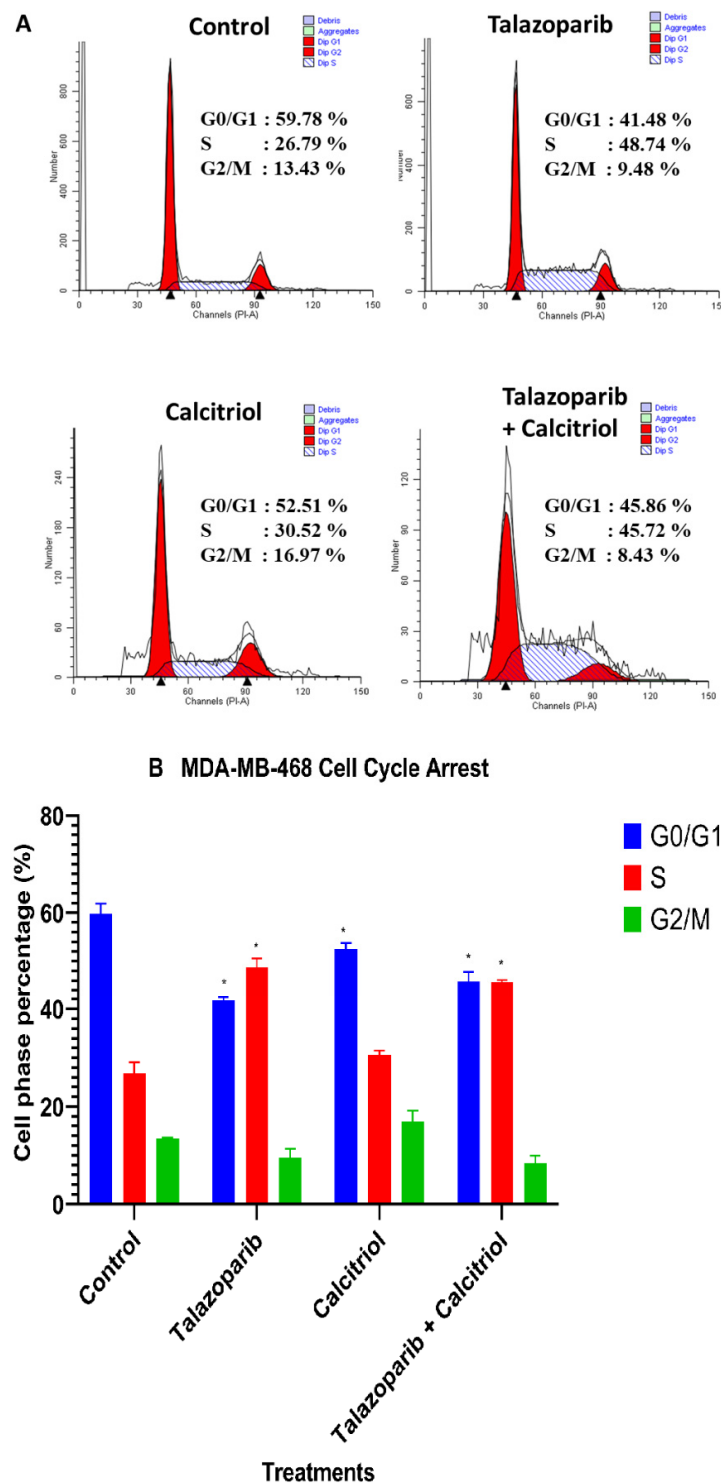 A
Control
Debris
Aggregates
Dip G1
Dip G2
Dip S
G0/G1 : 59.78 %
S : 26.79 %
G2/M : 13.43 %
Number
0 200 400 600 800
0 30 60 90 120 150
Channels (PI-A)
Talazoparib
Debris
Aggregates
Dip G1
Dip G2
Dip S
G0/G1 : 41.48 %
S : 48.74 %
G2/M : 9.48 %
Number
0 200 400 600
0 30 60 90 120 150
Channels (PI-A)
Calcitriol
Debris
Aggregates
Dip G1
Dip G2
Dip S
G0/G1 : 52.51 %
S : 30.52 %
G2/M : 16.97 %
Number
0 60 120 180 240
0 30 60 90 120 150
Channels (PI-A)
Talazoparib
+ Calcitriol
Debris
Aggregates
Dip G1
Dip G2
Dip S
G0/G1 : 45.86 %
S : 45.72 %
G2/M : 8.43 %
Number
0 30 60 90 120
0 30 60 90 120 150
Channels (PI-A)
B MDA-MB-468 Cell Cycle Arrest
Cell phase percentage (%)
80
60
40
20
0
* * * * *
G0/G1
S
G2/M
Control
Talazoparib
Calcitriol
Talazoparib + Calcitriol
Treatments